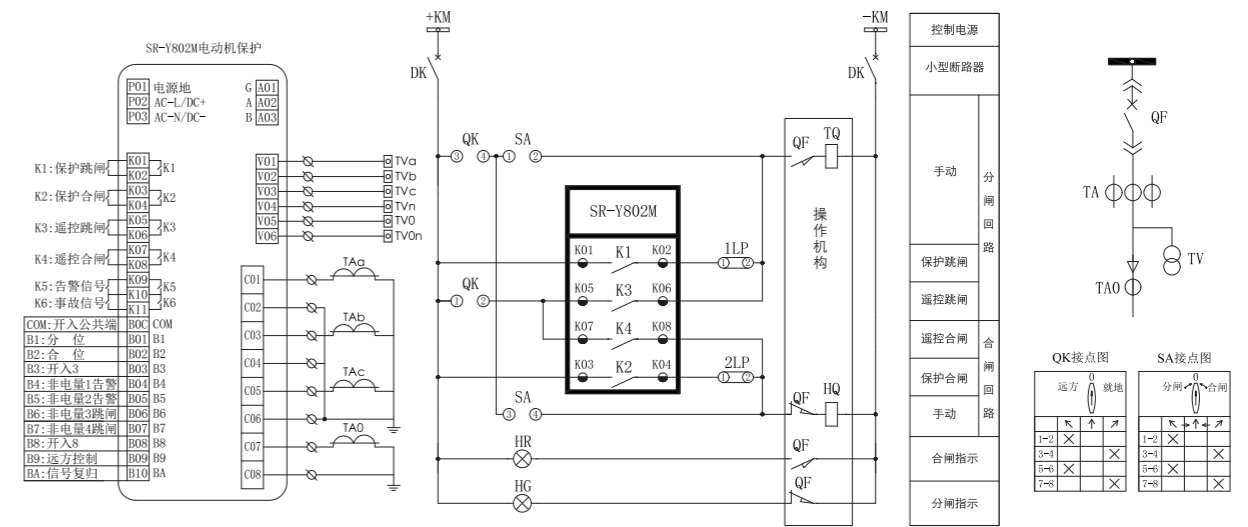 SR-Y802M电动机保护
P01 电源地 G A01
P02 AC-L/DC+ A A02
P03 AC-N/DC- B A03
K1:保护跳闸 K01 K1
K02
K2:保护合闸 K03 K2
K04
K3:遥控跳闸 K05 K3
K06
K4:遥控合闸 K07 K4
K08
K5:告警信号 K09 K5
K10
K6:事故信号 K11 K6
COM:开入公共端 B0C COM
B1:分 位 B01 B1
B2:合 位 B02 B2
B3:开入3 B03 B3
B4:非电量1告警 B04 B4
B5:非电量2告警 B05 B5
B6:非电量3跳闸 B06 B6
B7:非电量4跳闸 B07 B7
B8:开入8 B08 B8
B9:远方控制 B09 B9
BA:信号复归 B10 BA
V01 TVa
V02 TVb
V03 TVc
V04 TVn
V05 TV0
V06 TV0n
C01 TAa
C02
C03 TAb
C04
C05 TAc
C06
C07 TA0
C08
+KM -KM
DK DK
QK SA QF TQ
3 4 1 2
SR-Y802M
K01 K1 K02 1LP
1 2
QK
1 2
K05 K3 K06
K07 K4 K08
K03 K2 K04 2LP
1 2
SA QF HQ
3 4
HR QF
HG QF
操作机构
控制电源
小型断路器
手动
保护跳闸
遥控跳闸
分闸回路
遥控合闸
保护合闸
手动
合闸回路
合闸指示
分闸指示
QF
TA
TV
TA0
QK接点图
0
远方 就地
↖ ↑ ↗
1-2 ×
3-4 ×
5-6 ×
7-8 ×
SA接点图
0
分闸 合闸
↖ → ↑ ← ↗
1-2 ×
3-4 ×
5-6 ×
7-8 ×